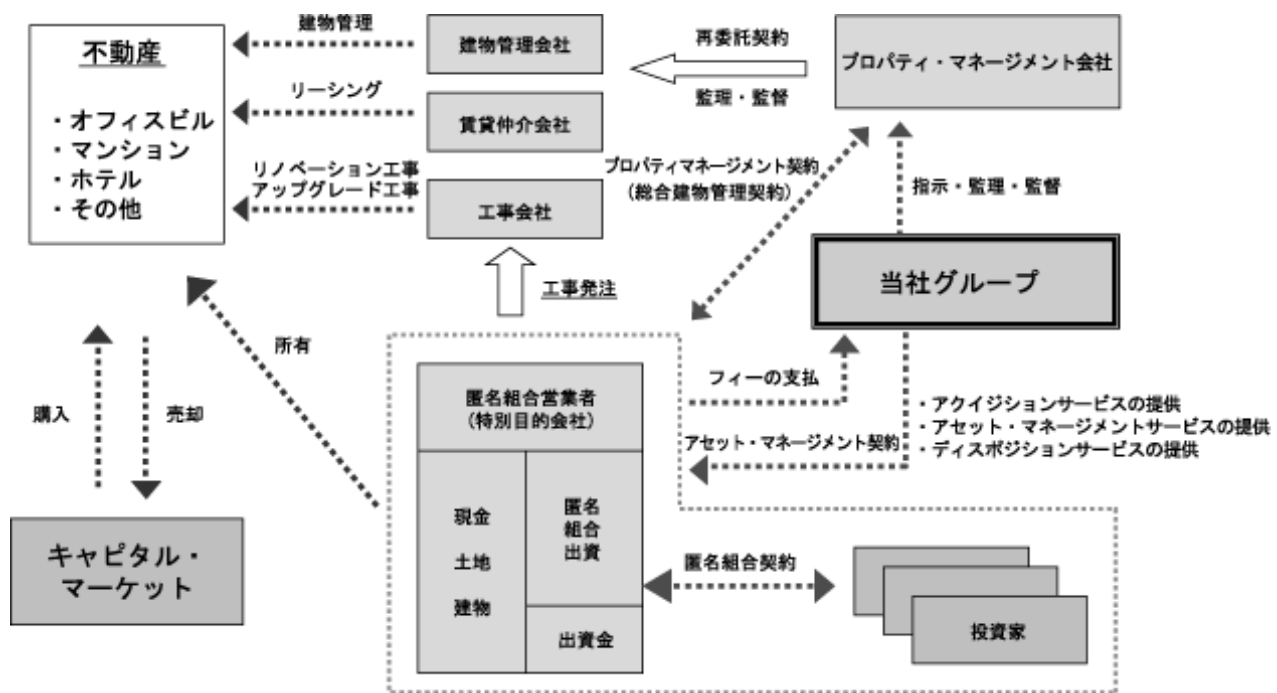 建物管理
不動産
・オフィスビル
・マンション
・ホテル
・その他
リーシング
リノベーション工事
アップグレード工事
建物管理会社
賃貸仲介会社
工事会社
再委託契約
監理・監督
プロパティ・マネージメント会社
プロパティマネージメント契約
(総合建物管理契約)
指示・監理・監督
当社グループ
工事発注
所有
購入
売却
キャピタル・
マーケット
匿名組合営業者
(特別目的会社)
現金
土地
建物
匿名
組合
出資
出資金
フィーの支払
アセット・マネージメント契約
・アクイジションサービスの提供
・アセット・マネージメントサービスの提供
・ディスポジションサービスの提供
匿名組合契約
投資家